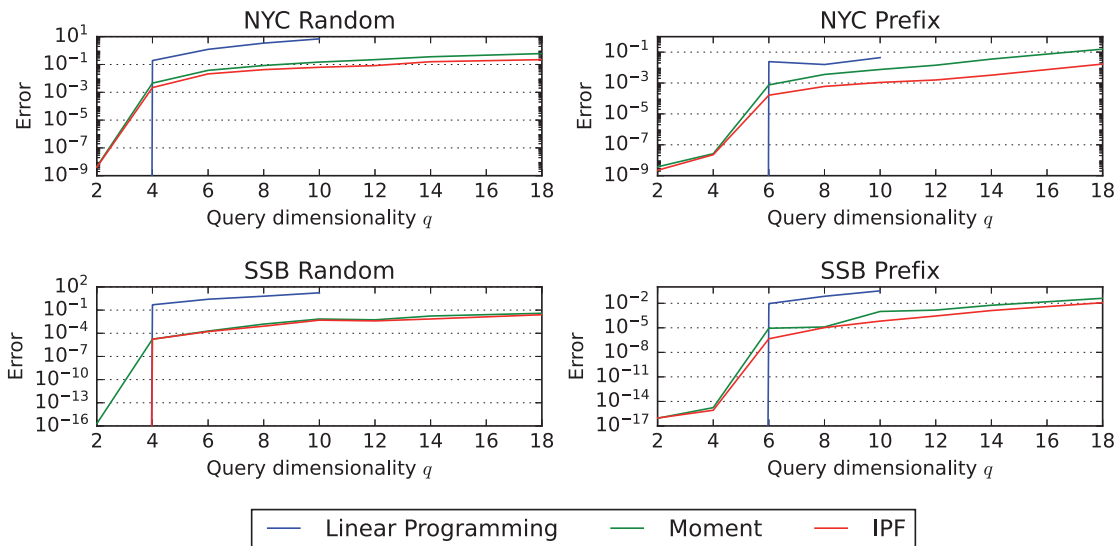 NYC Random
NYC Prefix
10^1
10^-1
10^-3
10^-5
10^-7
10^-9
Error
2 4 6 8 10 12 14 16 18
Query dimensionality q
10^-1
10^-3
10^-5
10^-7
10^-9
Error
2 4 6 8 10 12 14 16 18
Query dimensionality q
SSB Random
SSB Prefix
10^2
10^-1
10^-4
10^-7
10^-10
10^-13
10^-16
Error
2 4 6 8 10 12 14 16 18
Query dimensionality q
10^-2
10^-5
10^-8
10^-11
10^-14
10^-17
Error
2 4 6 8 10 12 14 16 18
Query dimensionality q
Linear Programming Moment IPF